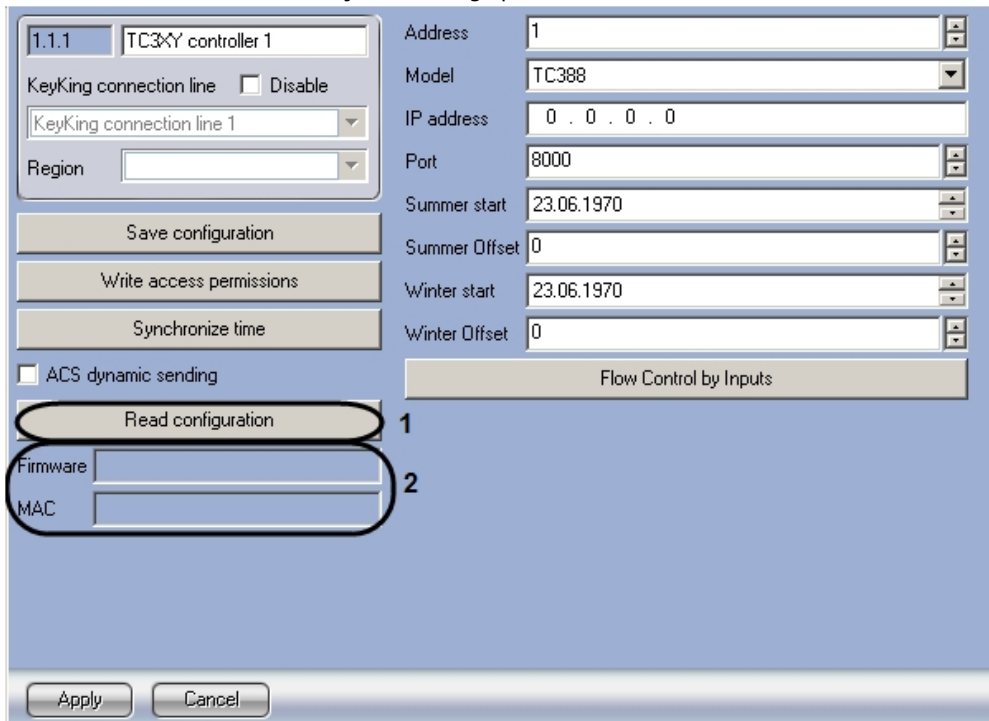 1.1.1 TC3XY controller 1
KeyKing connection line Disable
KeyKing connection line 1
Region
Save configuration
Write access permissions
Synchronize time
ACS dynamic sending
Read configuration 1
Firmware
MAC
2
Address 1
Model TC388
IP address 0 . 0 . 0 . 0
Port 8000
Summer start 23.06.1970
Summer Offset 0
Winter start 23.06.1970
Winter Offset 0
Flow Control by Inputs
Apply Cancel